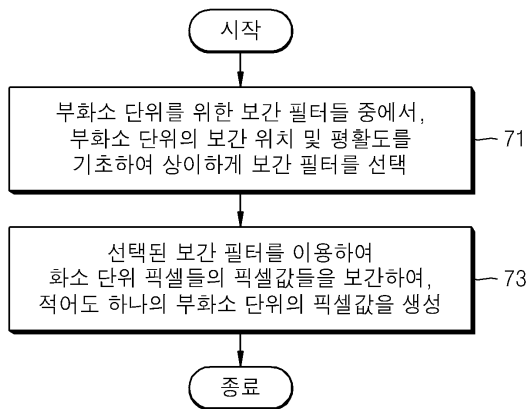 시작
부화소 단위를 위한 보간 필터들 중에서,
부화소 단위의 보간 위치 및 평활도를
기초하여 상이하게 보간 필터를 선택
71
선택된 보간 필터를 이용하여
화소 단위 픽셀들의 픽셀값들을 보간하여,
적어도 하나의 부화소 단위의 픽셀값을 생성
73
종료